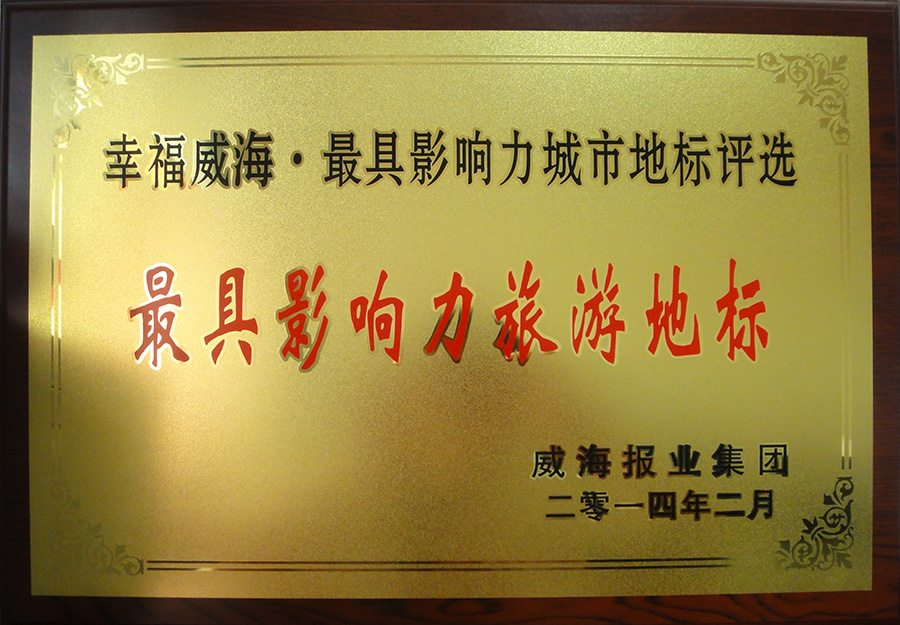 幸福威海·最具影响力城市地标评选
最具影响力旅游地标
威海报业集团
二零一四年二月